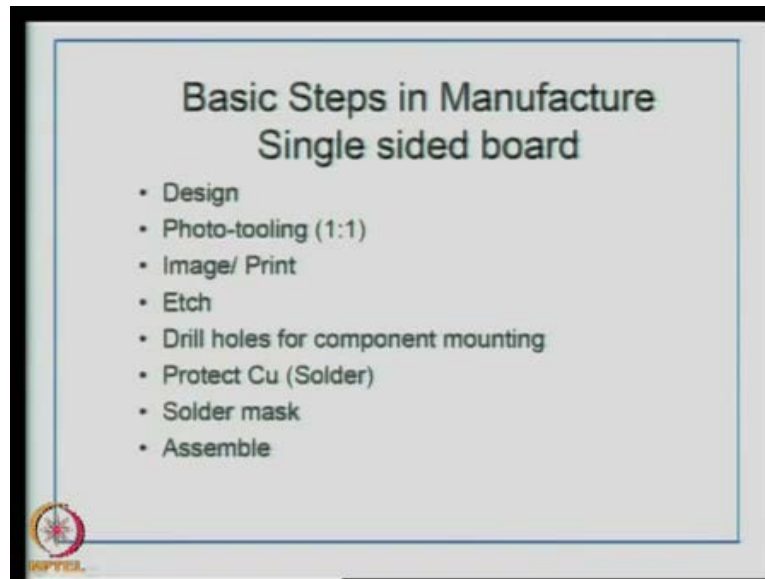 Basic Steps in Manufacture
Single sided board
• Design
• Photo-tooling (1:1)
• Image/ Print
• Etch
• Drill holes for component mounting
• Protect Cu (Solder)
• Solder mask
• Assemble
NPTEL